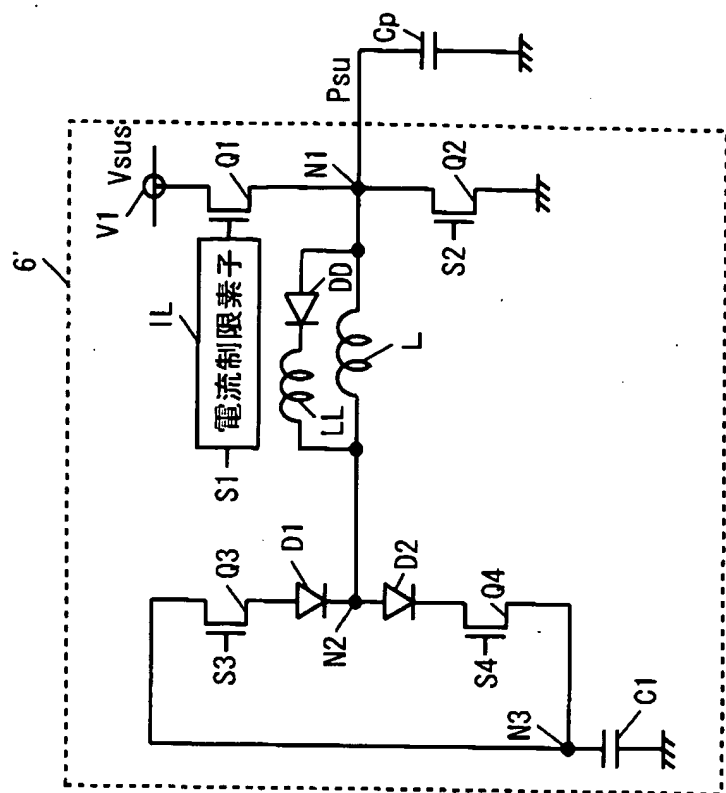 6'
V1
Vsus
S1
IL
電流制限素子
Q1
N1
Psu
Cp
DD
LL
L
S2
Q2
S3
Q3
D1
N2
D2
S4
Q4
N3
C1